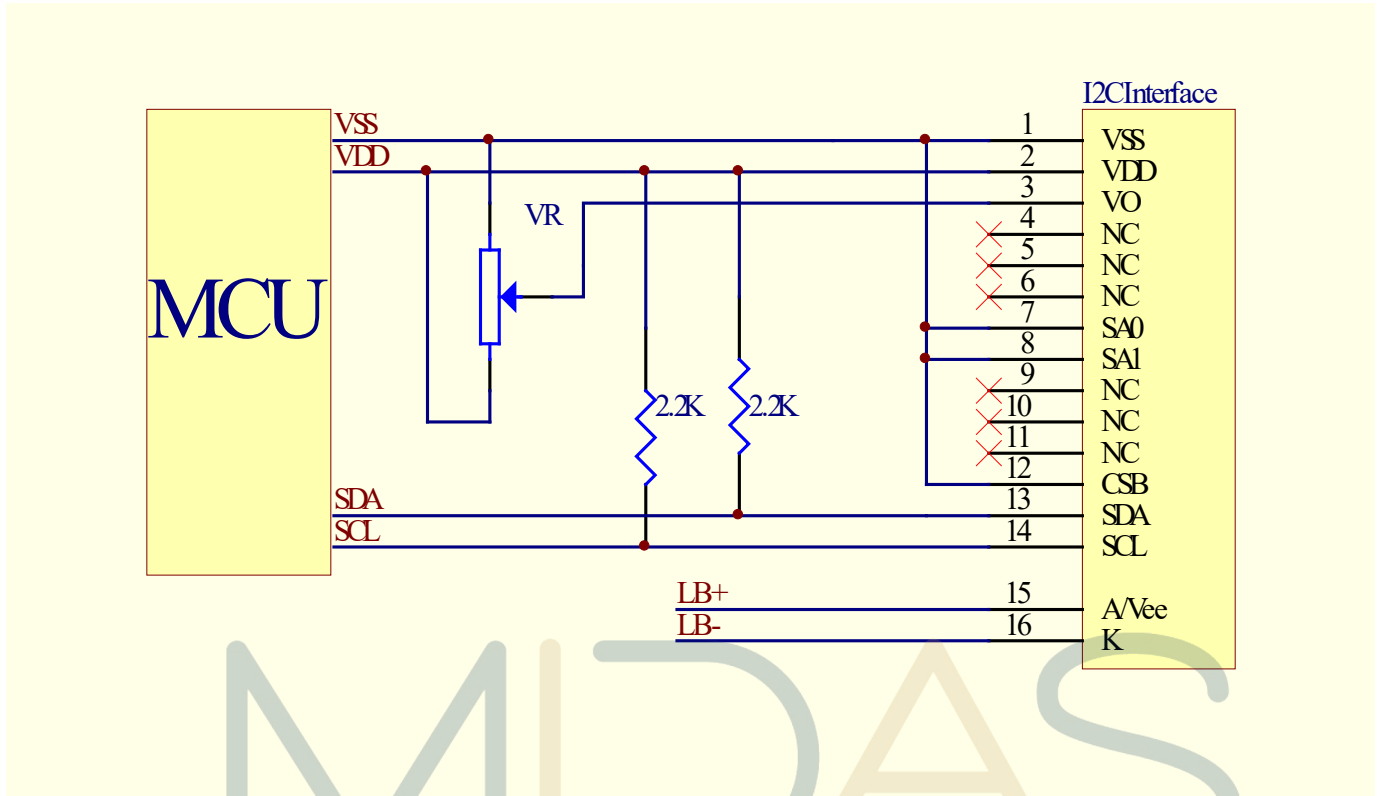 I2CInterface
VSS
1
VSS
VDD
2
VDD
3
VO
VR
4
NC
5
NC
6
NC
MCU
7
SA0
8
SA1
9
NC
2.2K
2.2K
10
NC
11
NC
12
CSB
SDA
13
SDA
SCL
14
SCL
LB+
15
A/Vee
LB-
16
K
MIDAS